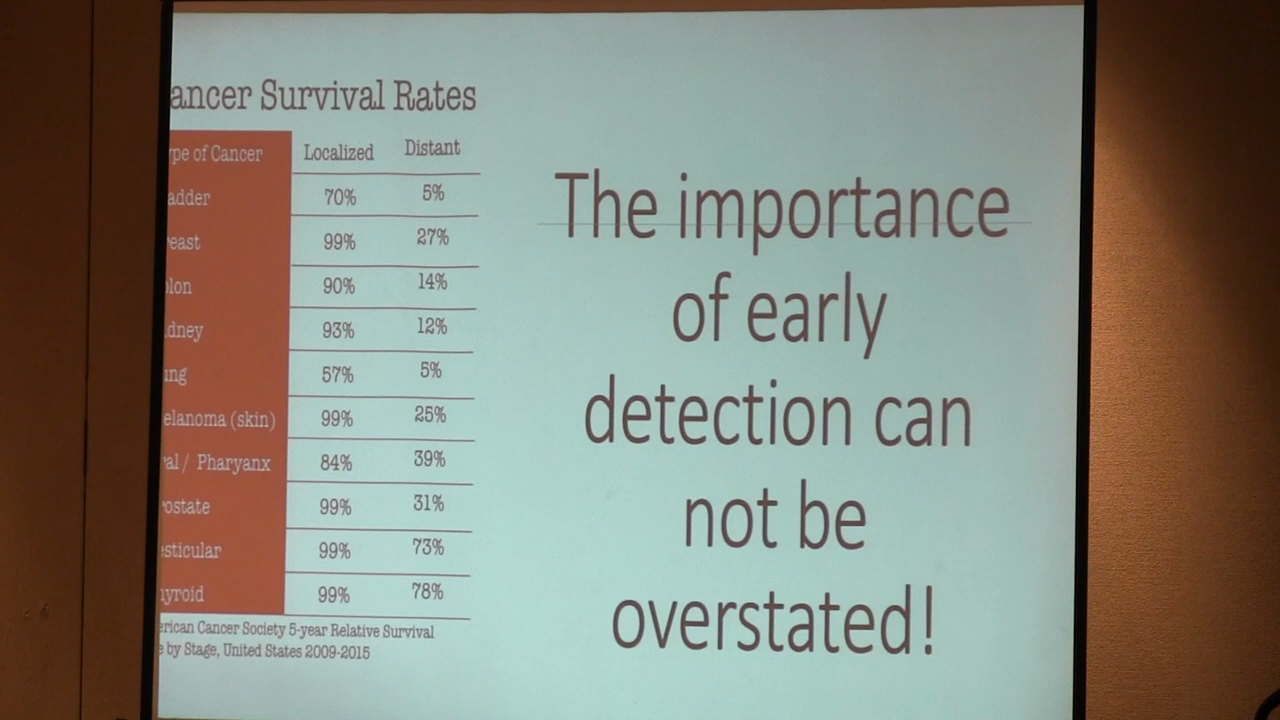 ancer Survival Rates
ype of Cancer Localized Distant
adder 70% 5%
reast 99% 27%
olon 90% 14%
dney 93% 12%
ung 57% 5%
elanoma (skin) 99% 25%
ral / Pharyanx 84% 39%
rostate 99% 31%
esticular 99% 73%
hyroid 99% 78%
erican Cancer Society 5-year Relative Survival
e by Stage, United States 2009-2015
The importance
of early
detection can
not be
overstated!